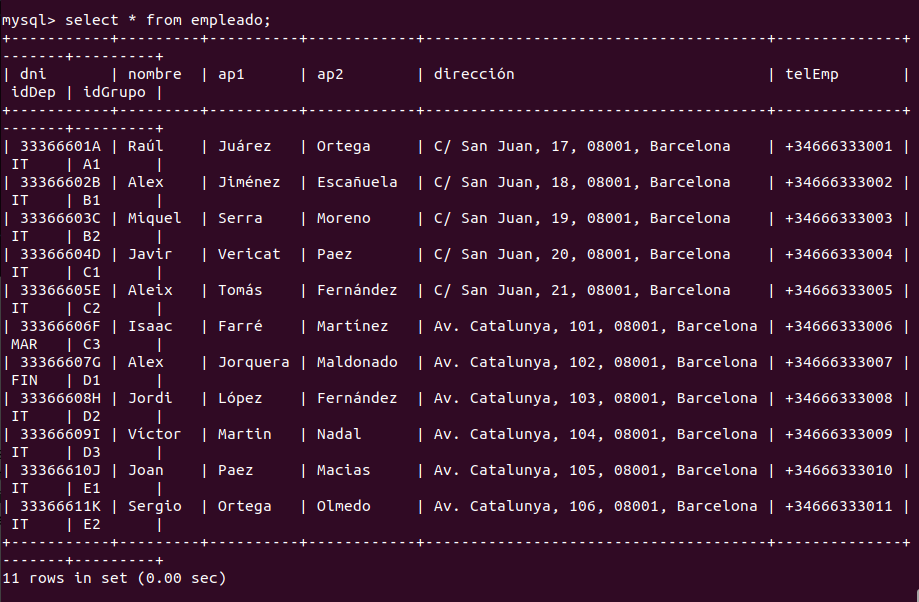 mysql> select * from empleado;
+-----------+---------+----------+------------+--------------------------------------+--------------+
-------+---------+
| dni       | nombre  | ap1      | ap2        | dirección                            | telEmp       |
 idDep | idGrupo |
+-----------+---------+----------+------------+--------------------------------------+--------------+
-------+---------+
| 33366601A | Raúl    | Juárez   | Ortega     | C/ San Juan, 17, 08001, Barcelona    | +34666333001 |
 IT    | A1      |
| 33366602B | Alex    | Jiménez  | Escañuela  | C/ San Juan, 18, 08001, Barcelona    | +34666333002 |
 IT    | B1      |
| 33366603C | Miquel  | Serra    | Moreno     | C/ San Juan, 19, 08001, Barcelona    | +34666333003 |
 IT    | B2      |
| 33366604D | Javir   | Vericat  | Paez       | C/ San Juan, 20, 08001, Barcelona    | +34666333004 |
 IT    | C1      |
| 33366605E | Aleix   | Tomás    | Fernández  | C/ San Juan, 21, 08001, Barcelona    | +34666333005 |
 IT    | C2      |
| 33366606F | Isaac   | Farré    | Martínez   | Av. Catalunya, 101, 08001, Barcelona | +34666333006 |
 MAR   | C3      |
| 33366607G | Alex    | Jorquera | Maldonado  | Av. Catalunya, 102, 08001, Barcelona | +34666333007 |
 FIN   | D1      |
| 33366608H | Jordi   | López    | Fernández  | Av. Catalunya, 103, 08001, Barcelona | +34666333008 |
 IT    | D2      |
| 33366609I | Víctor  | Martin   | Nadal      | Av. Catalunya, 104, 08001, Barcelona | +34666333009 |
 IT    | D3      |
| 33366610J | Joan    | Paez     | Macias     | Av. Catalunya, 105, 08001, Barcelona | +34666333010 |
 IT    | E1      |
| 33366611K | Sergio  | Ortega   | Olmedo     | Av. Catalunya, 106, 08001, Barcelona | +34666333011 |
 IT    | E2      |
+-----------+---------+----------+------------+--------------------------------------+--------------+
-------+---------+
11 rows in set (0.00 sec)